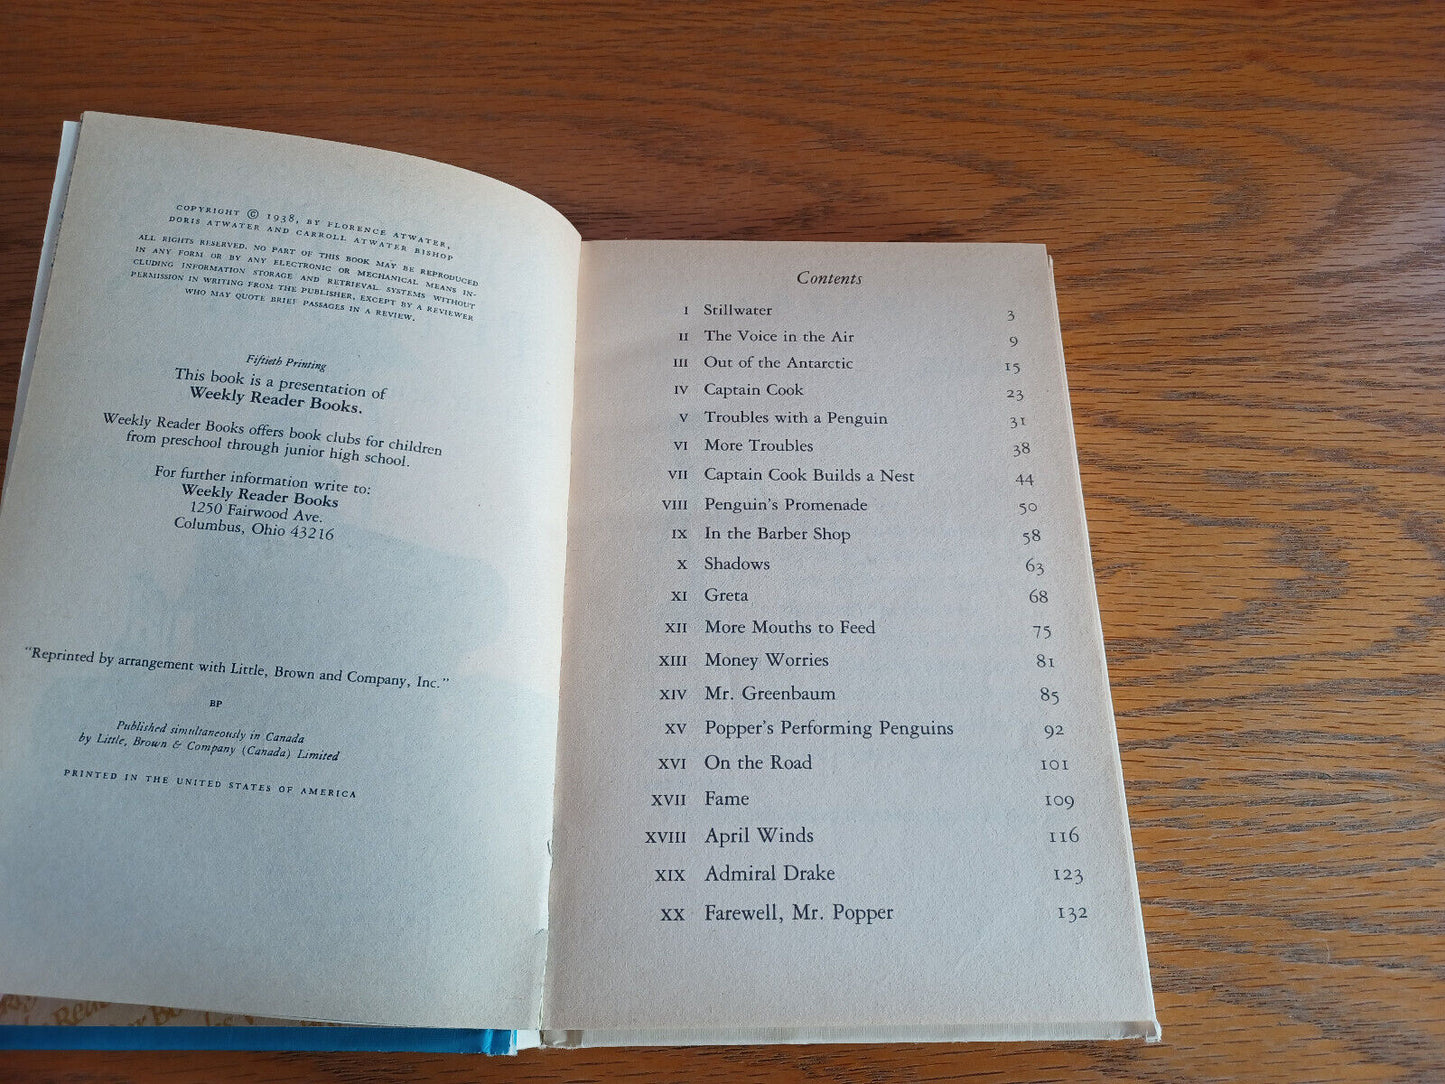 COPYRIGHT © 1938, BY FLORENCE ATWATER,
DORIS ATWATER AND CARROLL ATWATER BISHOP
ALL RIGHTS RESERVED. NO PART OF THIS BOOK MAY BE REPRODUCED
IN ANY FORM OR BY ANY ELECTRONIC OR MECHANICAL MEANS IN-
CLUDING INFORMATION STORAGE AND RETRIEVAL SYSTEMS WITHOUT
PERMISSION IN WRITING FROM THE PUBLISHER, EXCEPT BY A REVIEWER
WHO MAY QUOTE BRIEF PASSAGES IN A REVIEW.
Fiftieth Printing
This book is a presentation of
Weekly Reader Books.
Weekly Reader Books offers book clubs for children
from preschool through junior high school.
For further information write to:
Weekly Reader Books
1250 Fairwood Ave.
Columbus, Ohio 43216
"Reprinted by arrangement with Little, Brown and Company, Inc."
BP
Published simultaneously in Canada
by Little, Brown & Company (Canada) Limited
PRINTED IN THE UNITED STATES OF AMERICA
Contents
I Stillwater 3
II The Voice in the Air 9
III Out of the Antarctic 15
IV Captain Cook 23
V Troubles with a Penguin 31
VI More Troubles 38
VII Captain Cook Builds a Nest 44
VIII Penguin's Promenade 50
IX In the Barber Shop 58
X Shadows 63
XI Greta 68
XII More Mouths to Feed 75
XIII Money Worries 81
XIV Mr. Greenbaum 85
XV Popper's Performing Penguins 92
XVI On the Road 101
XVII Fame 109
XVIII April Winds 116
XIX Admiral Drake 123
XX Farewell, Mr. Popper 132